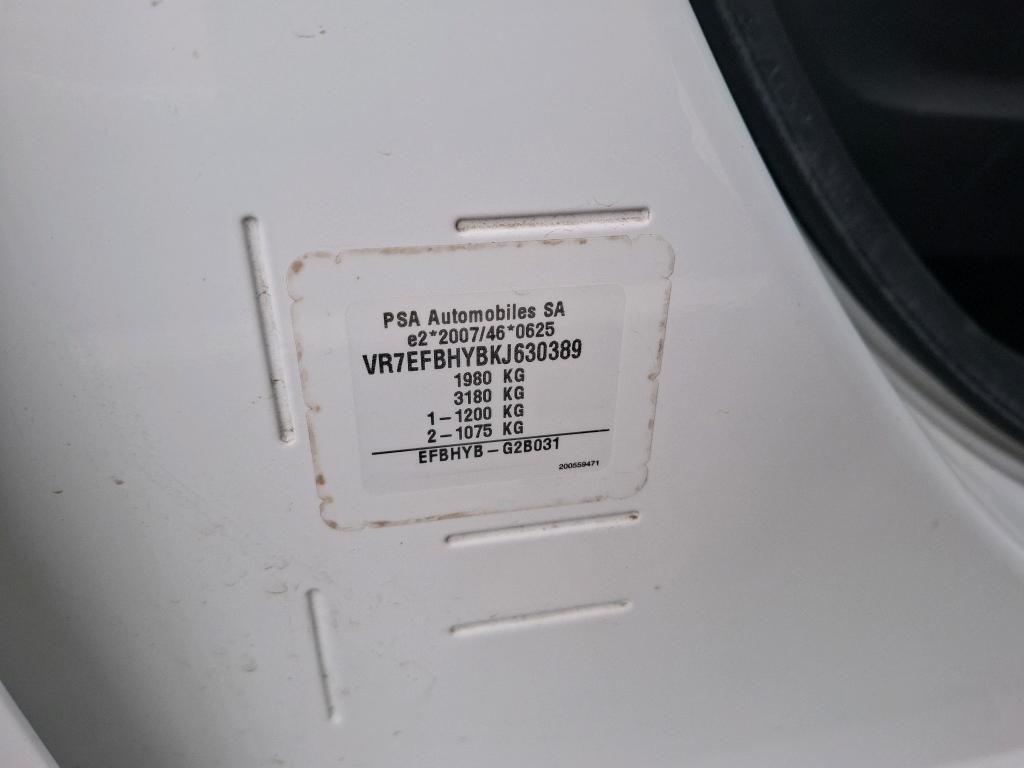 PSA Automobiles SA
e2*2007/46*0625
VR7EFBHYBKJ630389
1980 KG
3180 KG
1-1200 KG
2-1075 KG
EFBHYB-G2B031
200559471